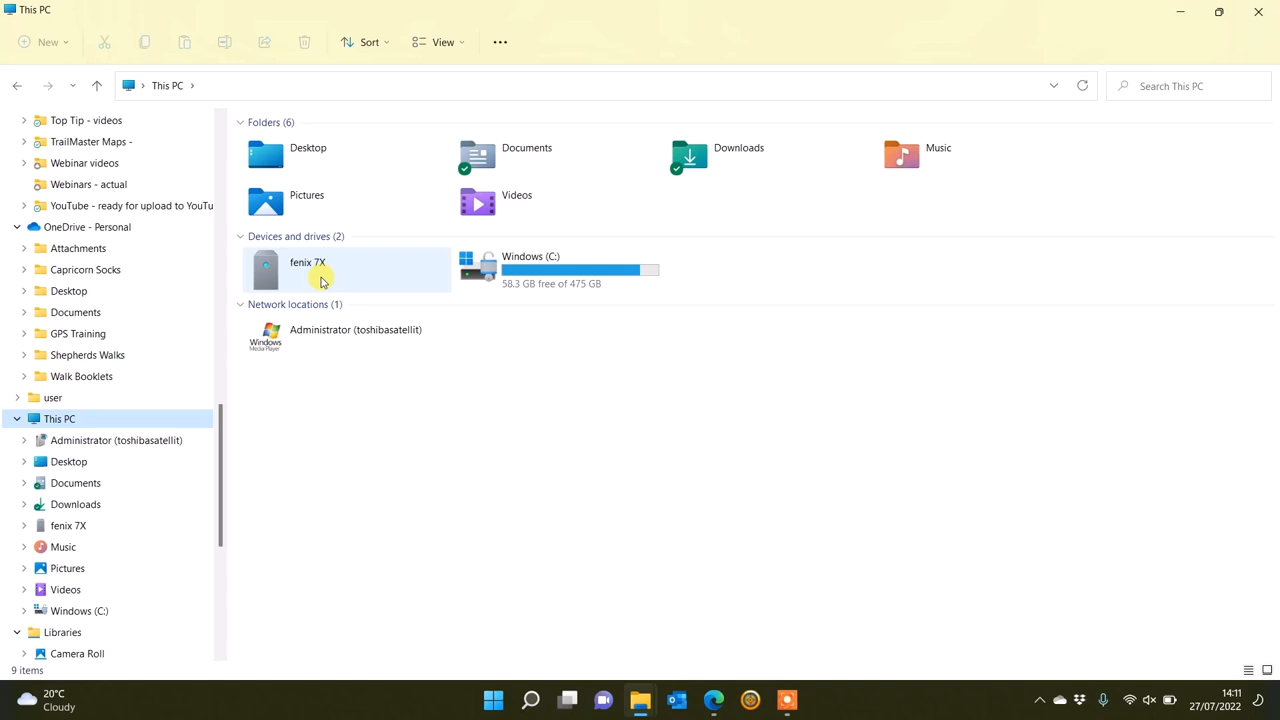 This PC
New
Sort
View
This PC
Search This PC
Top Tip - videos
TrailMaster Maps -
Webinar videos
Webinars - actual
YouTube - ready for upload to YouTu
OneDrive - Personal
Attachments
Capricorn Socks
Desktop
Documents
GPS Training
Shepherds Walks
Walk Booklets
user
This PC
Administrator (toshibasatellit)
Desktop
Documents
Downloads
fenix 7X
Music
Pictures
Videos
Windows (C:)
Libraries
Camera Roll
Folders (6)
Desktop
Documents
Downloads
Music
Pictures
Videos
Devices and drives (2)
fenix 7X
Windows (C:)
58.3 GB free of 475 GB
Network locations (1)
Administrator (toshibasatellit)
Windows
Media Player
9 items
20°C
Cloudy
14:11
27/07/2022